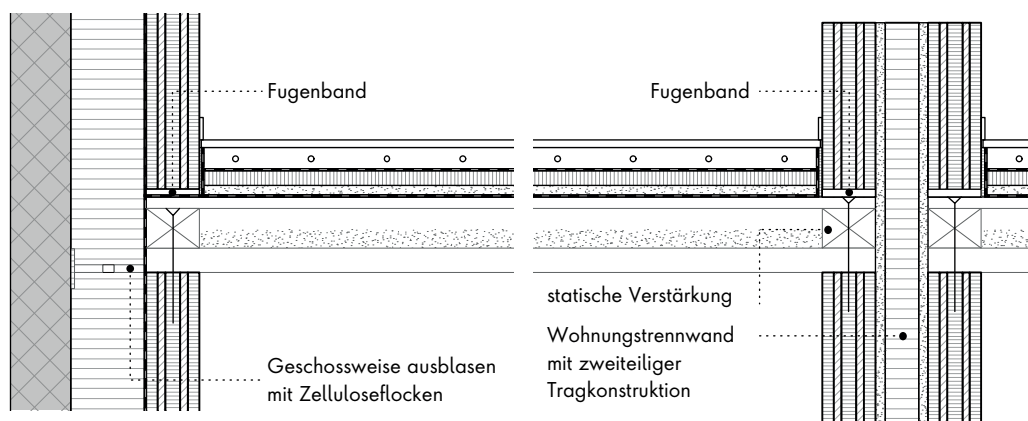 Fugenband
Fugenband
statische Verstärkung
Wohnungstrennwand
mit zweiteiliger
Tragkonstruktion
Geschossweise ausblasen
mit Zelluloseflocken